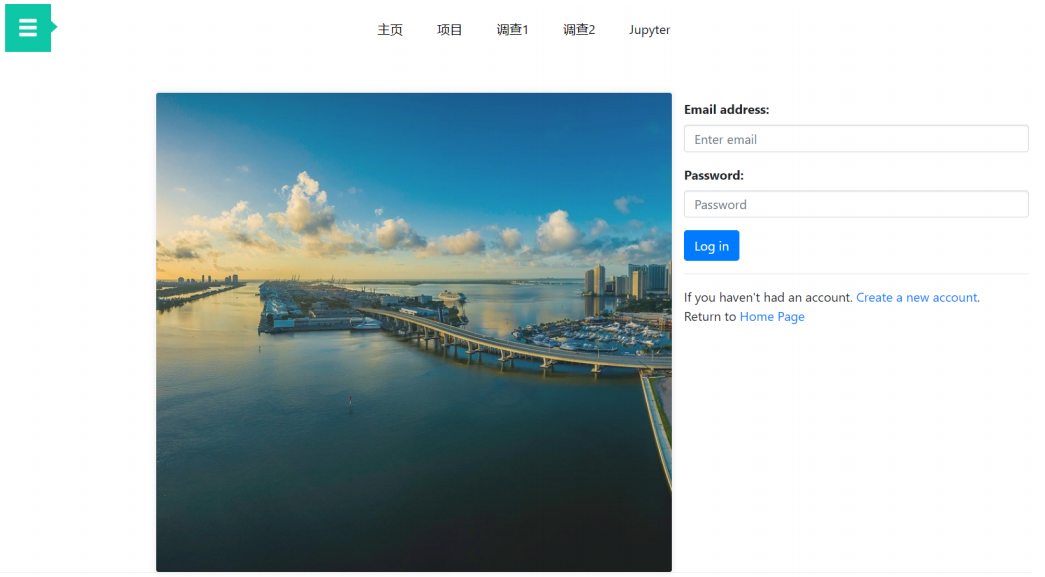 主页 项目 调查1 调查2 Jupyter
Email address:
Enter email
Password:
Password
Log in
If you haven't had an account. Create a new account.
Return to Home Page